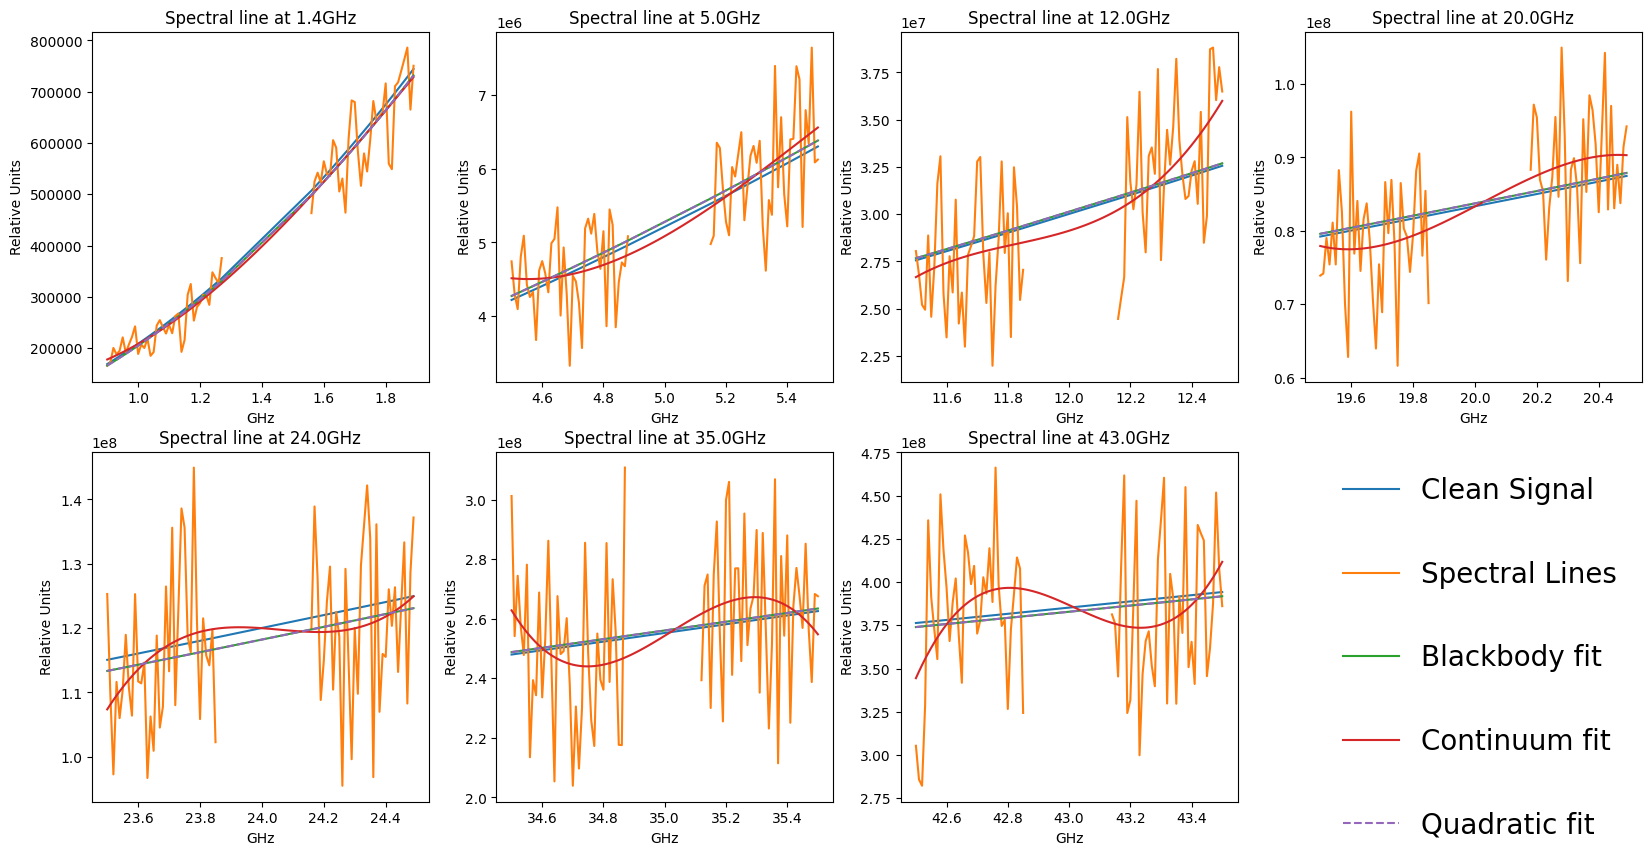 Spectral line at 1.4GHz
800000
700000
600000
500000
400000
300000
200000
Relative Units
1.0 1.2 1.4 1.6 1.8
GHz
Spectral line at 5.0GHz
1e6
7
6
5
4
Relative Units
4.6 4.8 5.0 5.2 5.4
GHz
Spectral line at 12.0GHz
1e7
3.75
3.50
3.25
3.00
2.75
2.50
2.25
Relative Units
11.6 11.8 12.0 12.2 12.4
GHz
Spectral line at 20.0GHz
1e8
1.0
0.9
0.8
0.7
0.6
Relative Units
19.6 19.8 20.0 20.2 20.4
GHz
Spectral line at 24.0GHz
1e8
1.4
1.3
1.2
1.1
1.0
Relative Units
23.6 23.8 24.0 24.2 24.4
GHz
Spectral line at 35.0GHz
1e8
3.0
2.8
2.6
2.4
2.2
2.0
Relative Units
34.6 34.8 35.0 35.2 35.4
GHz
Spectral line at 43.0GHz
1e8
4.75
4.50
4.25
4.00
3.75
3.50
3.25
3.00
2.75
Relative Units
42.6 42.8 43.0 43.2 43.4
GHz
Clean Signal
Spectral Lines
Blackbody fit
Continuum fit
Quadratic fit